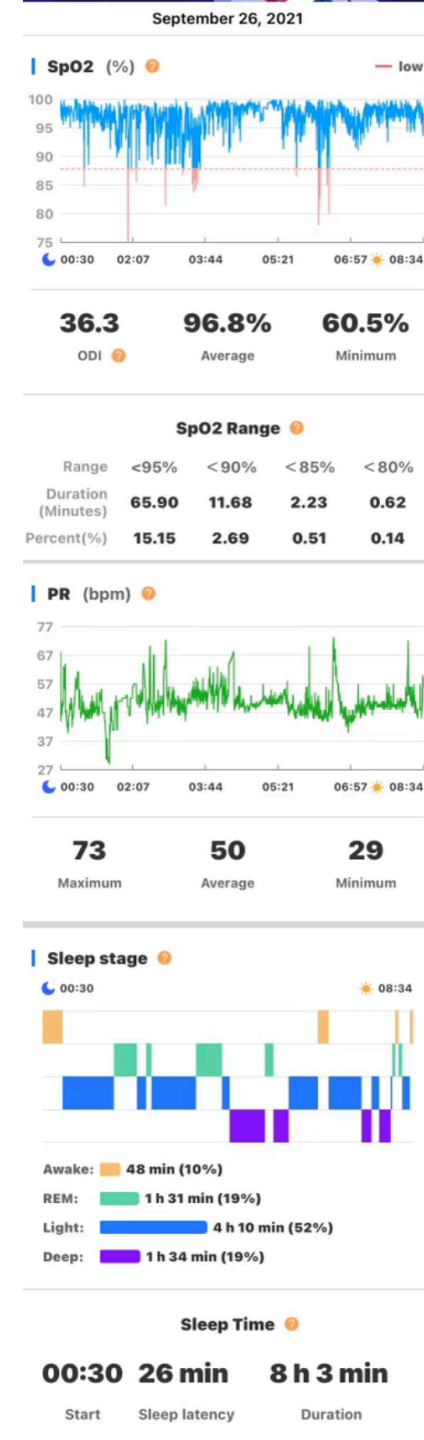 September 26, 2021
SpO2 (%) ?
low
100
95
90
85
80
75
00:30 02:07 03:44 05:21 06:57 08:34
36.3 96.8% 60.5%
ODI ? Average Minimum
SpO2 Range ?
Range <95% <90% <85% <80%
Duration
(Minutes) 65.90 11.68 2.23 0.62
Percent(%) 15.15 2.69 0.51 0.14
PR (bpm) ?
77
67
57
47
37
27
00:30 02:07 03:44 05:21 06:57 08:34
73 50 29
Maximum Average Minimum
Sleep stage ?
00:30 08:34
Awake: 48 min (10%)
REM: 1 h 31 min (19%)
Light: 4 h 10 min (52%)
Deep: 1 h 34 min (19%)
Sleep Time ?
00:30 26 min 8 h 3 min
Start Sleep latency Duration